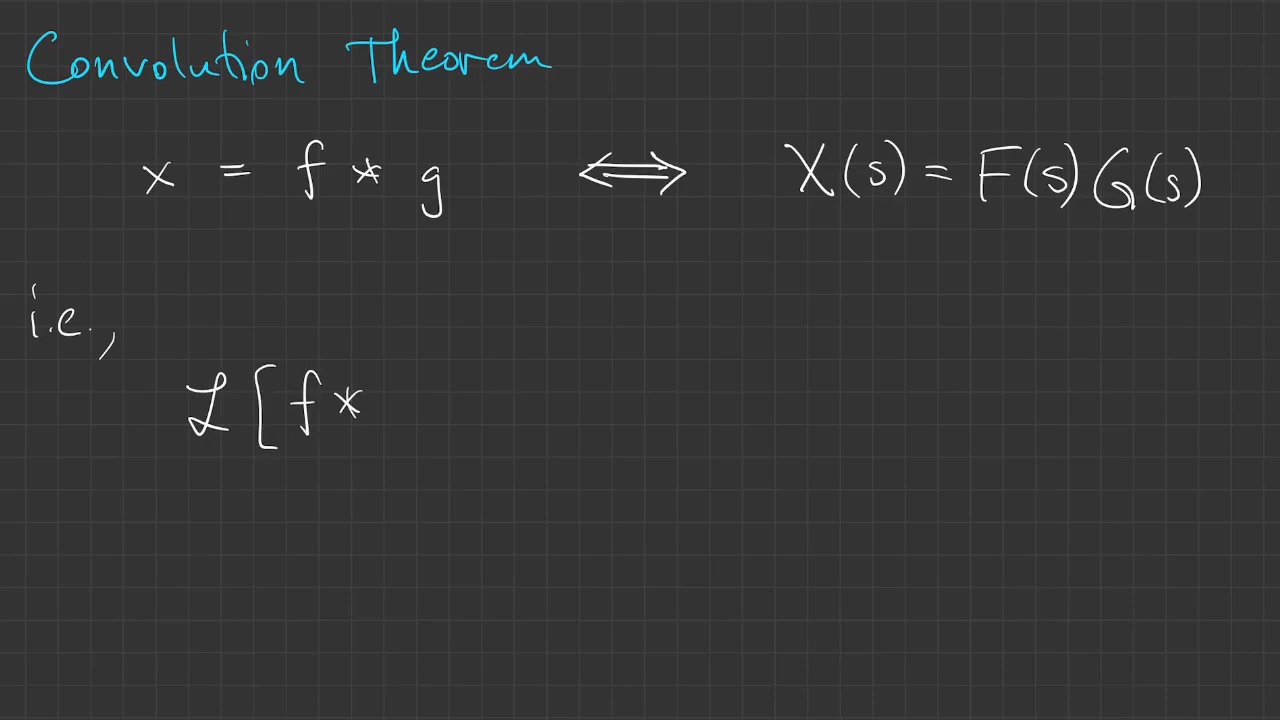 Convolution Theorem
x = f * g ⟺ X(s) = F(s) G(s)
i.e.,
ℒ [ f *